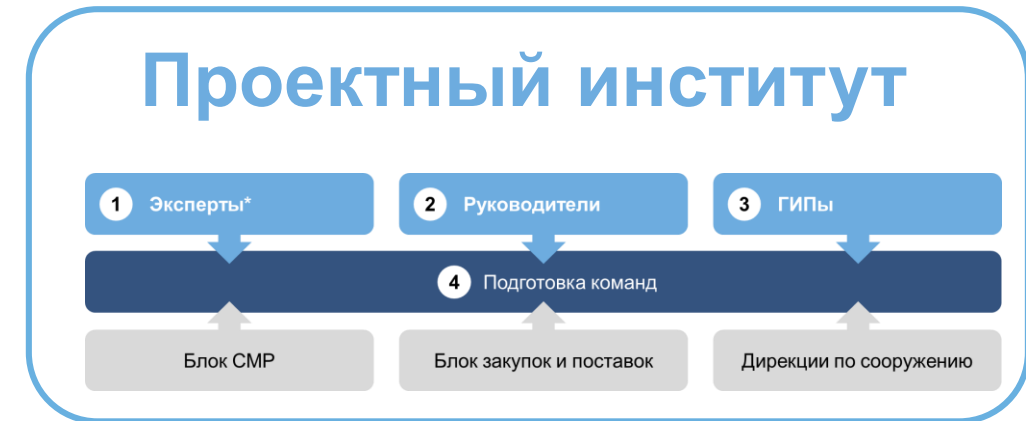 Проектный институт
1 Эксперты*
2 Руководители
3 ГИПы
4 Подготовка команд
Блок СМР
Блок закупок и поставок
Дирекции по сооружению